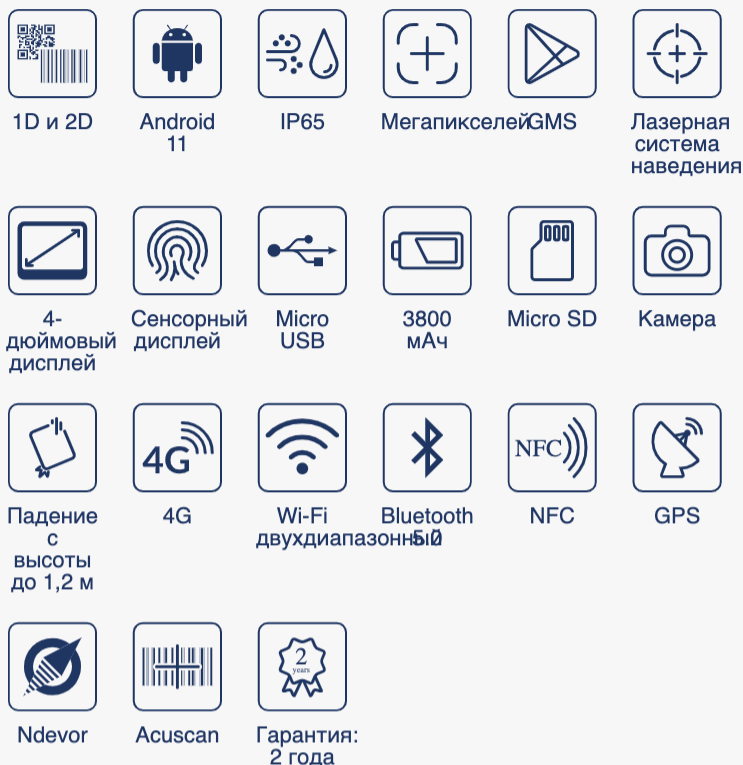 1D и 2D
Android
11
IP65
Мегапикселей
GMS
Лазерная
система
наведения
4-
дюймовый
дисплей
Сенсорный
дисплей
Micro
USB
3800
мАч
Micro SD
Камера
4G
NFC
Падение
с
высоты
до 1,2 м
4G
Wi-Fi
двухдиапазонный
Bluetooth
5.0
NFC
GPS
2
years
Ndevor
Acuscan
Гарантия:
2 года